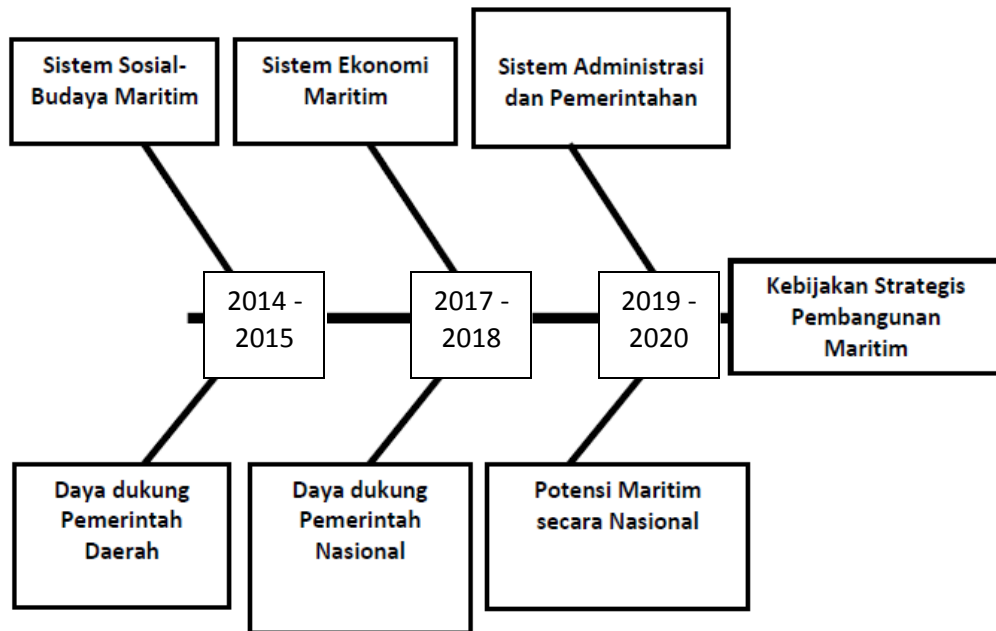 Sistem Sosial-
Budaya Maritim
Sistem Ekonomi
Maritim
Sistem Administrasi
dan Pemerintahan
2014 -
2015
2017 -
2018
2019 -
2020
Kebijakan Strategis
Pembangunan
Maritim
Daya dukung
Pemerintah
Daerah
Daya dukung
Pemerintah
Nasional
Potensi Maritim
secara Nasional